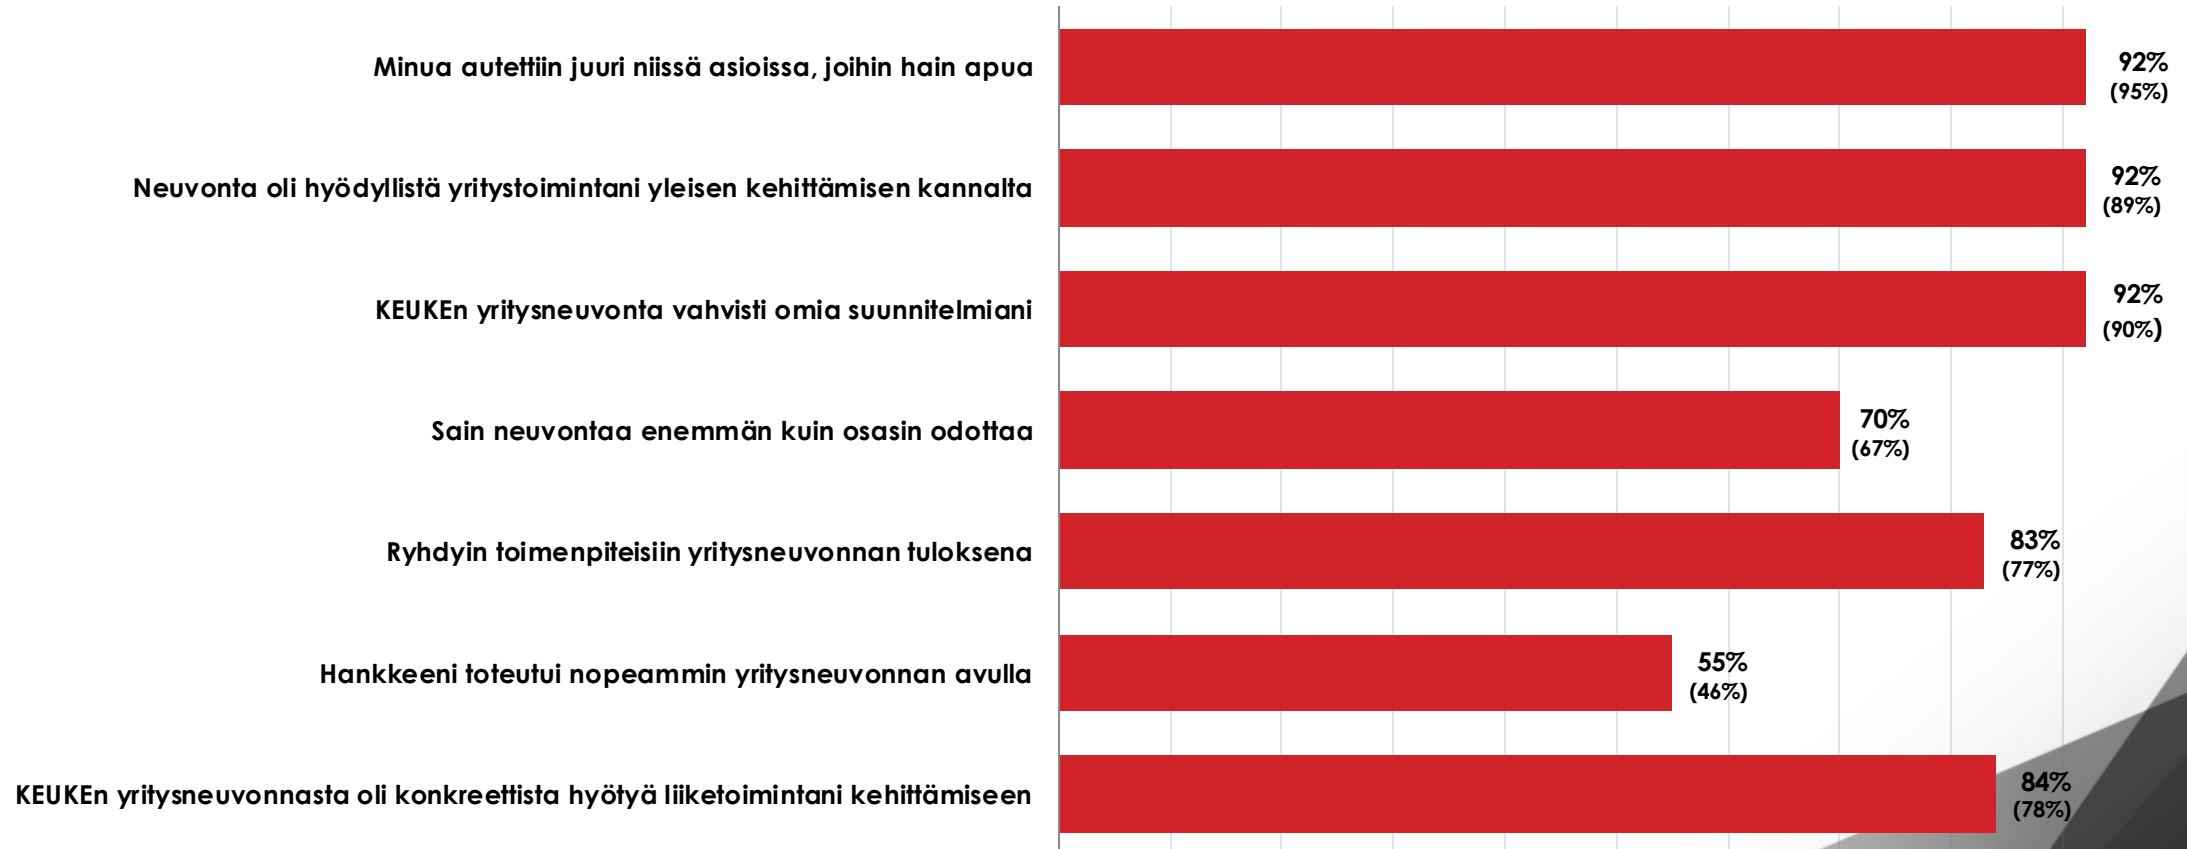 Minua autettiin juuri niissä asioissa, joihin hain apua
92%
(95%)
Neuvonta oli hyödyllistä yritystoimintani yleisen kehittämisen kannalta
92%
(89%)
KEUKEn yritysneuvonta vahvisti omia suunnitelmiani
92%
(90%)
Sain neuvontaa enemmän kuin osasin odottaa
70%
(67%)
Ryhdyin toimenpiteisiin yritysneuvonnan tuloksena
83%
(77%)
Hankkeeni toteutui nopeammin yritysneuvonnan avulla
55%
(46%)
KEUKEn yritysneuvonnasta oli konkreettista hyötyä liiketoimintani kehittämiseen
84%
(78%)